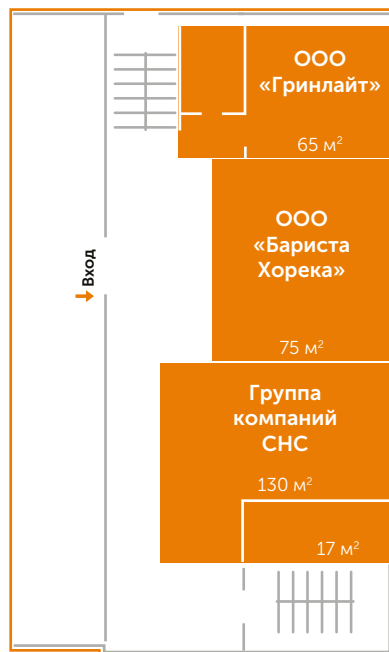 ООО
«Гринлайт»
65 м²
ООО
«Бариста
Хорека»
75 м²
Вход
Группа
компаний
СНС
130 м²
17 м²